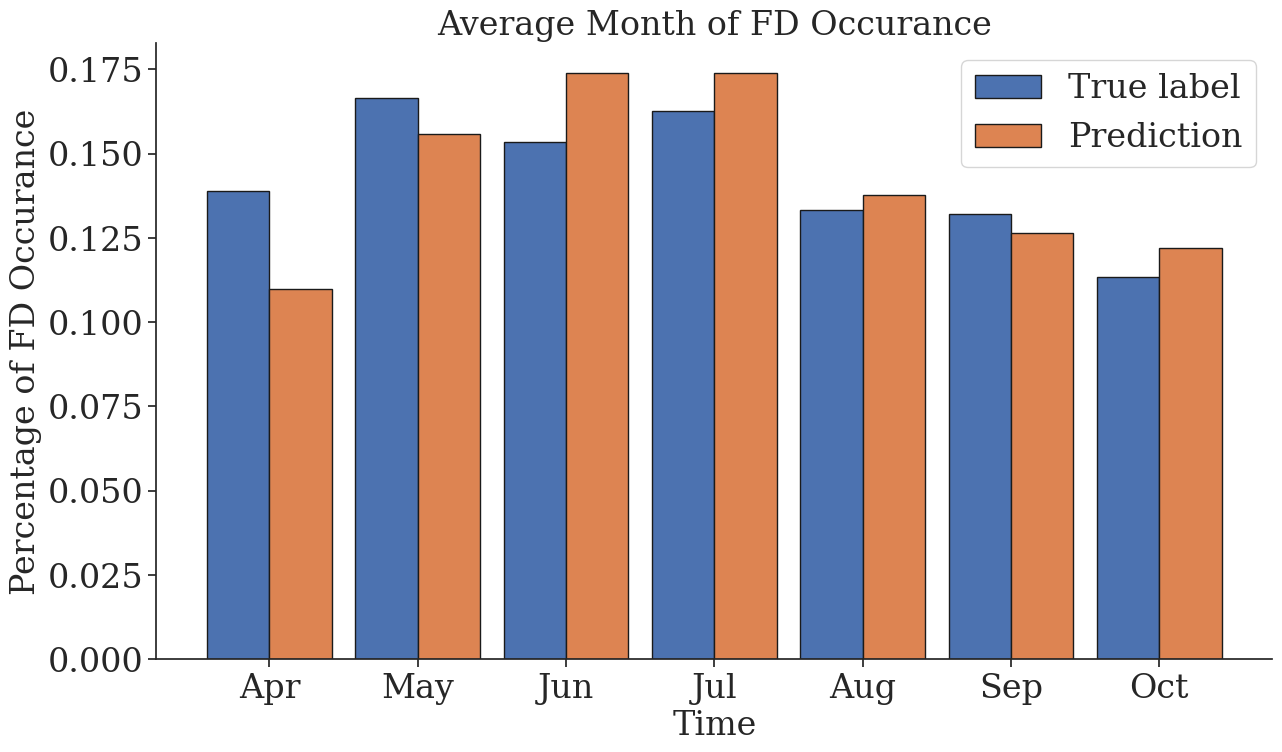 Average Month of FD Occurance
True label
Prediction
Percentage of FD Occurance
0.175
0.150
0.125
0.100
0.075
0.050
0.025
0.000
Apr May Jun Jul Aug Sep Oct
Time